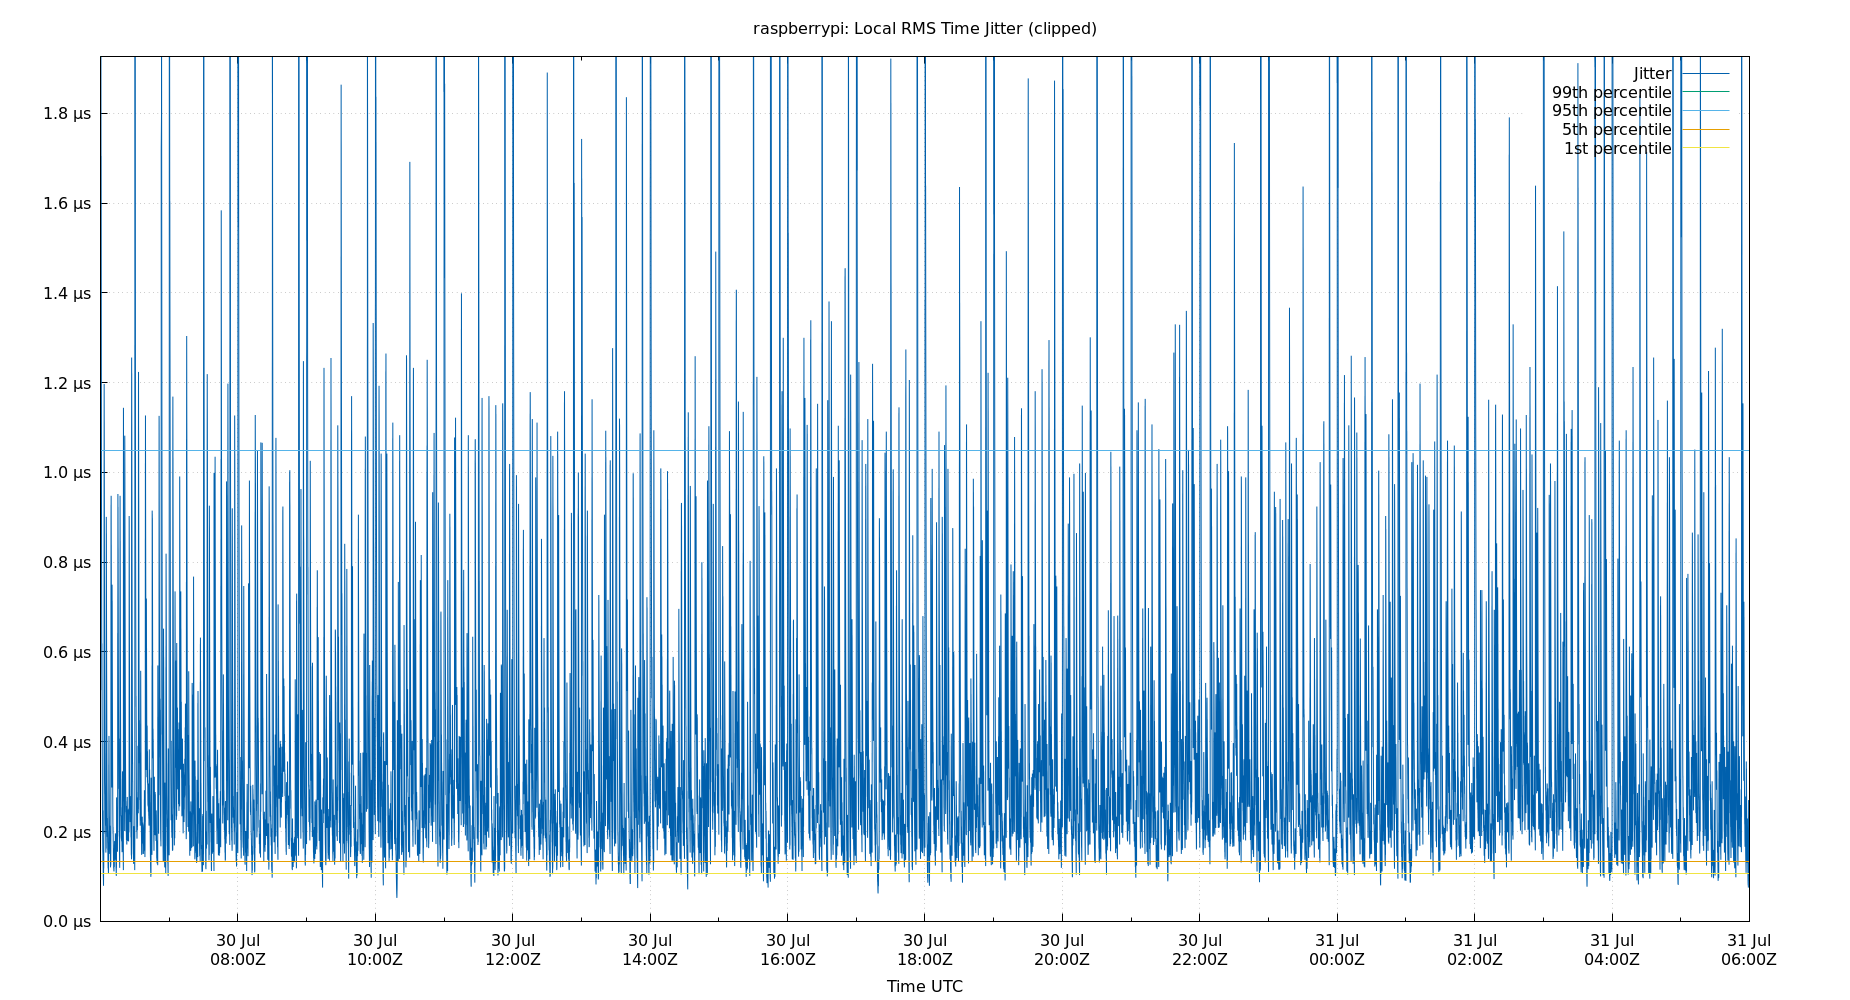 raspberrypi: Local RMS Time Jitter (clipped)
Jitter
99th percentile
95th percentile
5th percentile
1st percentile
1.8 µs
1.6 µs
1.4 µs
1.2 µs
1.0 µs
0.8 µs
0.6 µs
0.4 µs
0.2 µs
0.0 µs
30 Jul 30 Jul 30 Jul 30 Jul 30 Jul 30 Jul 30 Jul 30 Jul 31 Jul 31 Jul 31 Jul 31 Jul
08:00Z 10:00Z 12:00Z 14:00Z 16:00Z 18:00Z 20:00Z 22:00Z 00:00Z 02:00Z 04:00Z 06:00Z
Time UTC